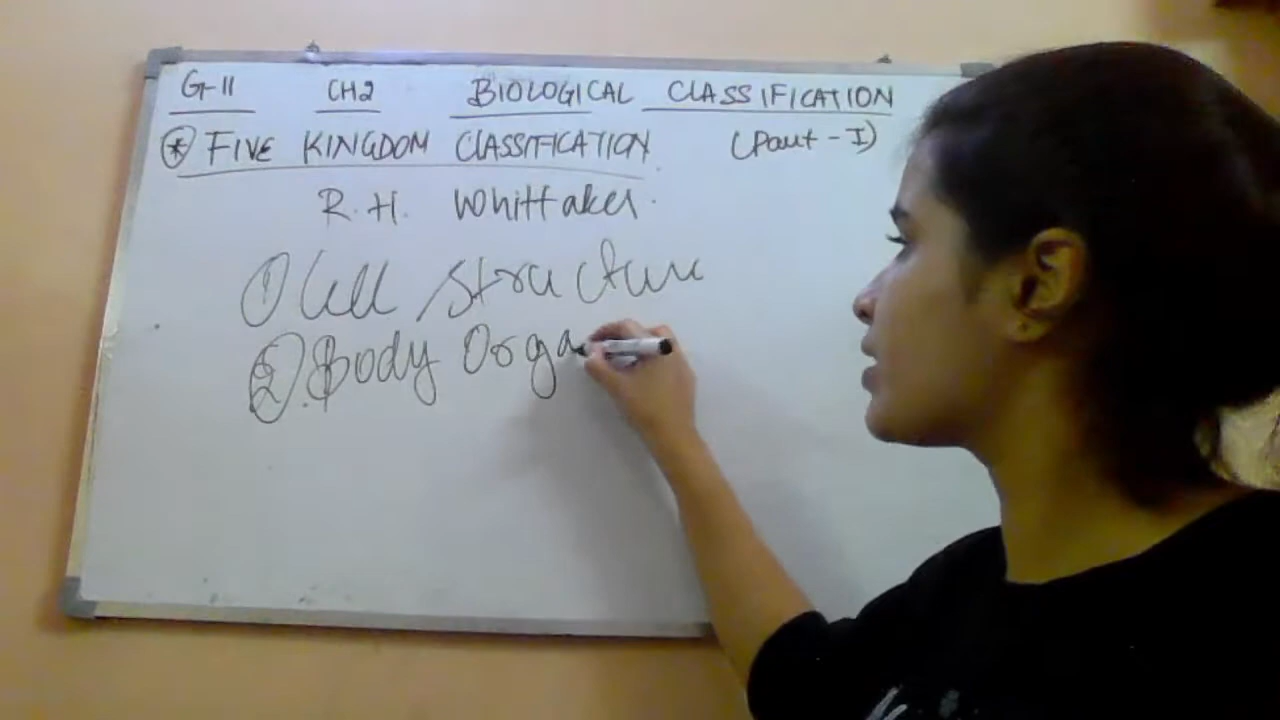 G-11 CH2 BIOLOGICAL CLASSIFICATION
* FIVE KINGDOM CLASSIFICATION (Part - I)
R. H. Whittaker.
① Cell structure
②. Body Orga